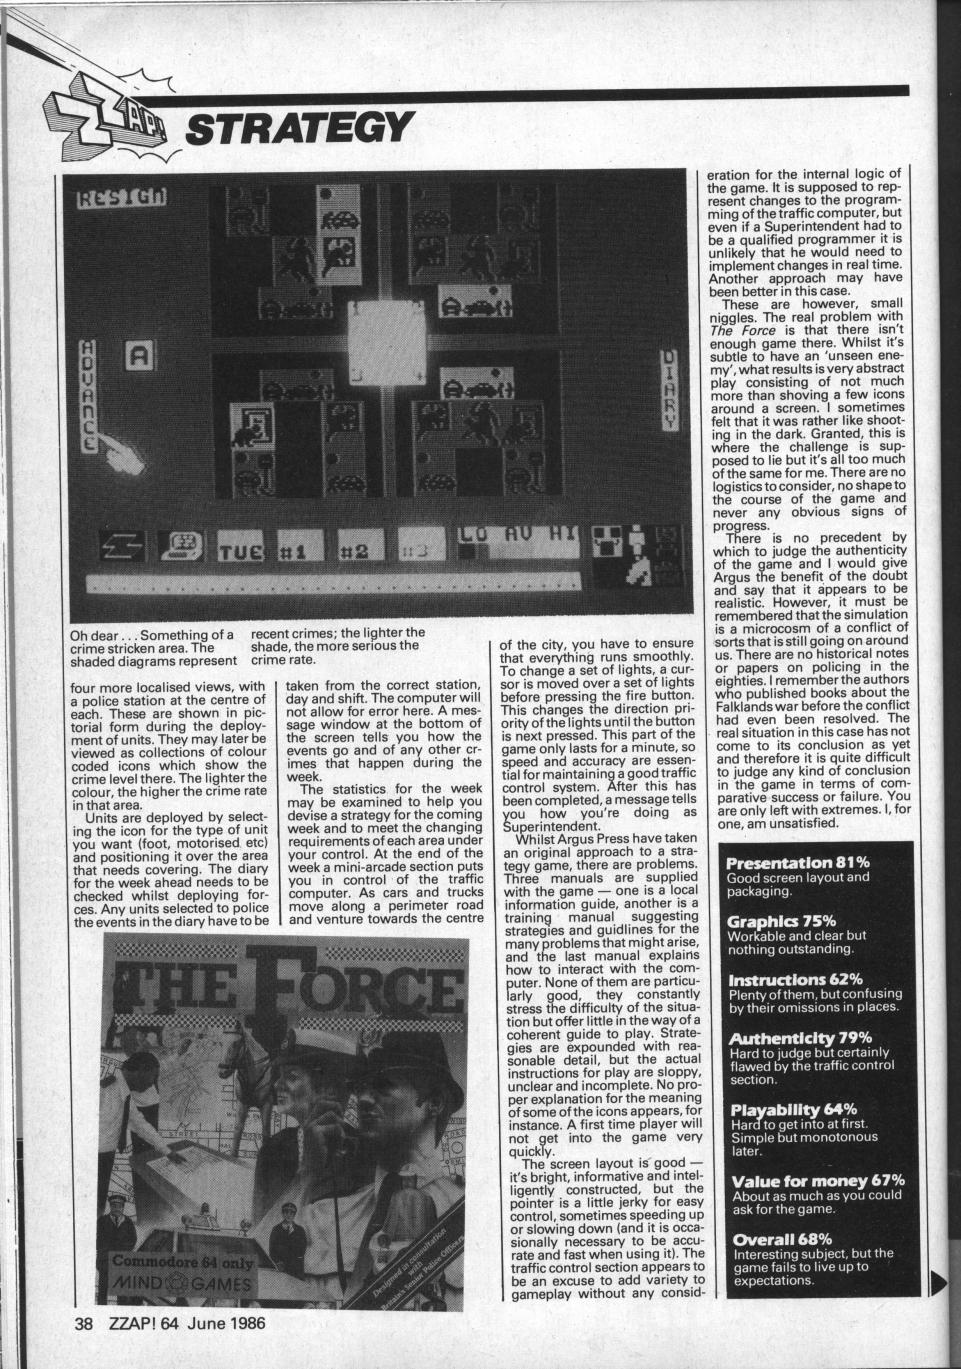 ZZAP!
STRATEGY
RESIGN
ADVANCE
A
1 2
3 4
DIARY
TUE #1 #2 #3 LO AV HI
Oh dear . . . Something of a
crime stricken area. The
shaded diagrams represent
recent crimes; the lighter the
shade, the more serious the
crime rate.
four more localised views, with
a police station at the centre of
each. These are shown in pic-
torial form during the deploy-
ment of units. They may later be
viewed as collections of colour
coded icons which show the
crime level there. The lighter the
colour, the higher the crime rate
in that area.
Units are deployed by select-
ing the icon for the type of unit
you want (foot, motorised etc)
and positioning it over the area
that needs covering. The diary
for the week ahead needs to be
checked whilst deploying for-
ces. Any units selected to police
the events in the diary have to be
taken from the correct station,
day and shift. The computer will
not allow for error here. A mes-
sage window at the bottom of
the screen tells you how the
events go and of any other cr-
imes that happen during the
week.
The statistics for the week
may be examined to help you
devise a strategy for the coming
week and to meet the changing
requirements of each area under
your control. At the end of the
week a mini-arcade section puts
you in control of the traffic
computer. As cars and trucks
move along a perimeter road
and venture towards the centre
THE FORCE
Commodore 64 only
MIND GAMES
Designed in consultation
with
Britain's Senior Police Officers
of the city, you have to ensure
that everything runs smoothly.
To change a set of lights, a cur-
sor is moved over a set of lights
before pressing the fire button.
This changes the direction pri-
ority of the lights until the button
is next pressed. This part of the
game only lasts for a minute, so
speed and accuracy are essen-
tial for maintaining a good traffic
control system. After this has
been completed, a message tells
you how you're doing as
Superintendent.
Whilst Argus Press have taken
an original approach to a stra-
tegy game, there are problems.
Three manuals are supplied
with the game — one is a local
information guide, another is a
training manual suggesting
strategies and guidlines for the
many problems that might arise,
and the last manual explains
how to interact with the com-
puter. None of them are particu-
larly good, they constantly
stress the difficulty of the situa-
tion but offer little in the way of a
coherent guide to play. Strate-
gies are expounded with rea-
sonable detail, but the actual
instructions for play are sloppy,
unclear and incomplete. No pro-
per explanation for the meaning
of some of the icons appears, for
instance. A first time player will
not get into the game very
quickly.
The screen layout is good —
it's bright, informative and intel-
ligently constructed, but the
pointer is a little jerky for easy
control, sometimes speeding up
or slowing down (and it is occa-
sionally necessary to be accu-
rate and fast when using it). The
traffic control section appears to
be an excuse to add variety to
gameplay without any consid-
eration for the internal logic of
the game. It is supposed to rep-
resent changes to the program-
ming of the traffic computer, but
even if a Superintendent had to
be a qualified programmer it is
unlikely that he would need to
implement changes in real time.
Another approach may have
been better in this case.
These are however, small
niggles. The real problem with
The Force is that there isn't
enough game there. Whilst it's
subtle to have an 'unseen ene-
my', what results is very abstract
play consisting of not much
more than shoving a few icons
around a screen. I sometimes
felt that it was rather like shoot-
ing in the dark. Granted, this is
where the challenge is sup-
posed to lie but it's all too much
of the same for me. There are no
logistics to consider, no shape to
the course of the game and
never any obvious signs of
progress.
There is no precedent by
which to judge the authenticity
of the game and I would give
Argus the benefit of the doubt
and say that it appears to be
realistic. However, it must be
remembered that the simulation
is a microcosm of a conflict of
sorts that is still going on around
us. There are no historical notes
or papers on policing in the
eighties. I remember the authors
who published books about the
Falklands war before the conflict
had even been resolved. The
real situation in this case has not
come to its conclusion as yet
and therefore it is quite difficult
to judge any kind of conclusion
in the game in terms of com-
parative success or failure. You
are only left with extremes. I, for
one, am unsatisfied.
Presentation 81%
Good screen layout and
packaging.
Graphics 75%
Workable and clear but
nothing outstanding.
Instructions 62%
Plenty of them, but confusing
by their omissions in places.
Authenticity 79%
Hard to judge but certainly
flawed by the traffic control
section.
Playability 64%
Hard to get into at first.
Simple but monotonous
later.
Value for money 67%
About as much as you could
ask for the game.
Overall 68%
Interesting subject, but the
game fails to live up to
expectations.
38 ZZAP! 64 June 1986